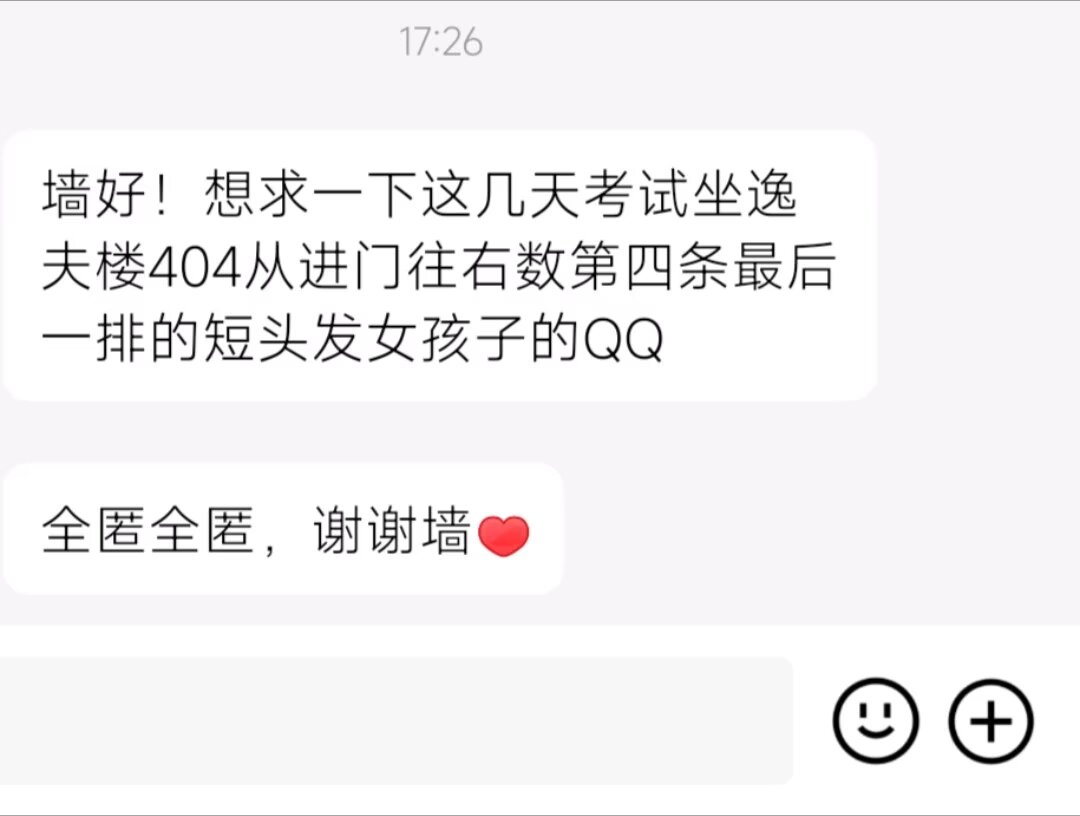 17:26
墙好！想求一下这几天考试坐逸
夫楼404从进门往右数第四条最后
一排的短头发女孩子的QQ
全匿全匿，谢谢墙❤️